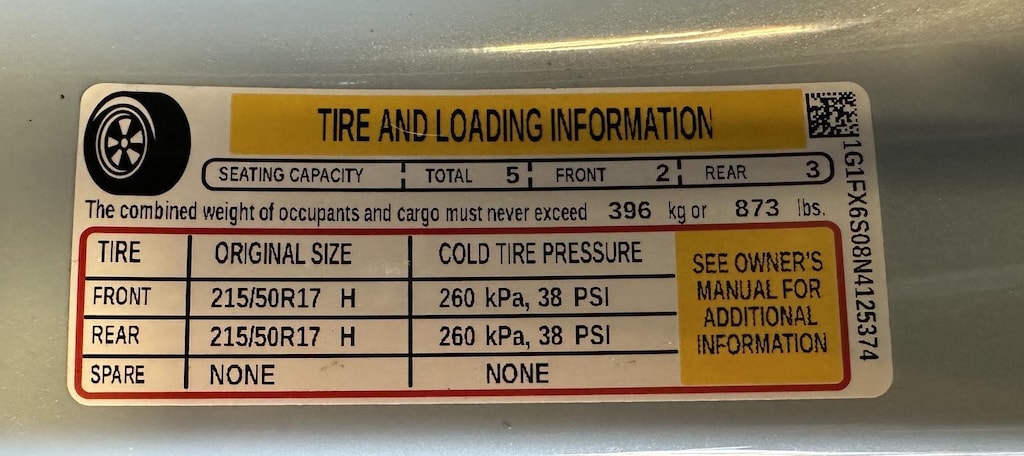 TIRE AND LOADING INFORMATION
SEATING CAPACITY TOTAL 5 FRONT 2 REAR 3
The combined weight of occupants and cargo must never exceed 396 kg or 873 lbs.
TIRE ORIGINAL SIZE COLD TIRE PRESSURE
FRONT 215/50R17 H 260 kPa, 38 PSI
REAR 215/50R17 H 260 kPa, 38 PSI
SPARE NONE NONE
SEE OWNER'S
MANUAL FOR
ADDITIONAL
INFORMATION
1G1FX6S08N4125374